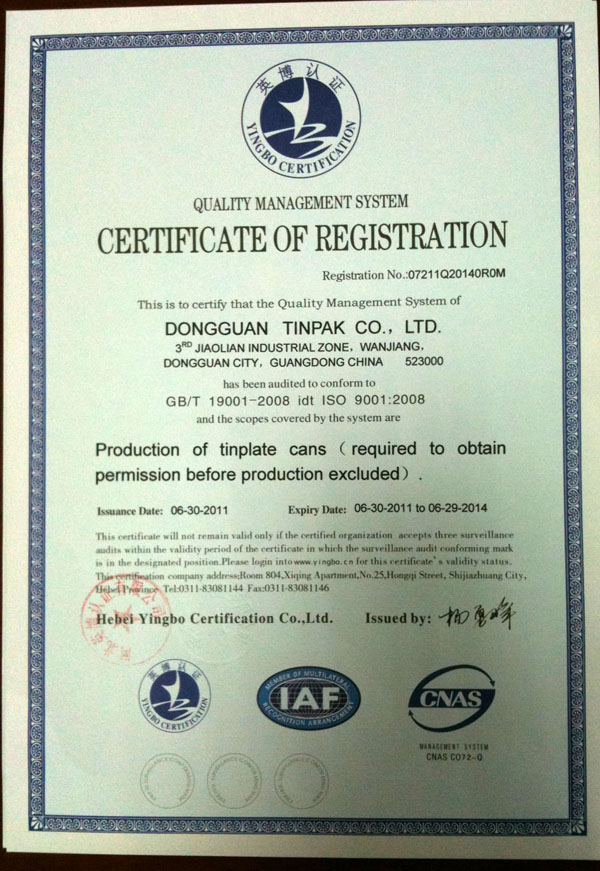 英博认证
YINGBO CERTIFICATION
QUALITY MANAGEMENT SYSTEM
CERTIFICATE OF REGISTRATION
Registration No.:07211Q20140R0M
This is to certify that the Quality Management System of
DONGGUAN TINPAK CO., LTD.
3RD JIAOLIAN INDUSTRIAL ZONE, WANJIANG,
DONGGUAN CITY, GUANGDONG CHINA 523000
has been audited to conform to
GB/T 19001-2008 idt ISO 9001:2008
and the scopes covered by the system are
Production of tinplate cans (required to obtain
permission before production excluded).
Issuance Date: 06-30-2011 Expiry Date: 06-30-2011 to 06-29-2014
This certificate will not remain valid only if the certified organization accepts three surveillance
audits within the validity period of the certificate in which the surveillance audit conforming mark
is in the designated position.Please login into www.yingbo.cn for this certificate's validity status.
This certification company address:Room 804,Xiqing Apartment,No.25,Hongqi Street, Shijiazhuang City,
Hebei Province Tel:0311-83081144 Fax:0311-83081146
Hebei Yingbo Certification Co.,Ltd. Issued by:
英博认证
YINGBO CERTIFICATION
MEMBER OF MULTILATERAL
IAF
RECOGNITION ARRANGEMENT
CNAS
MANAGEMENT SYSTEM
CNAS C072-Q